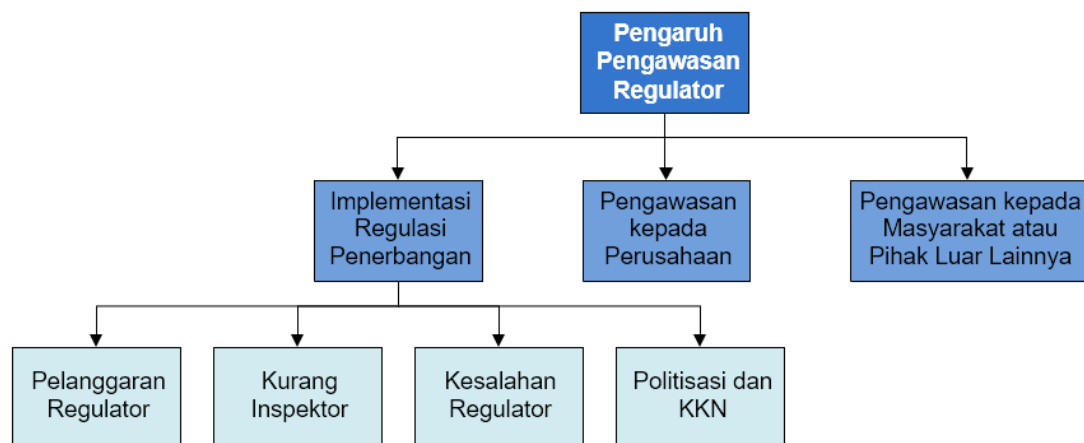 Pengaruh
Pengawasan
Regulator
Implementasi
Regulasi
Penerbangan
Pengawasan
kepada
Perusahaan
Pengawasan kepada
Masyarakat atau
Pihak Luar Lainnya
Pelanggaran
Regulator
Kurang
Inspektor
Kesalahan
Regulator
Politisasi dan
KKN